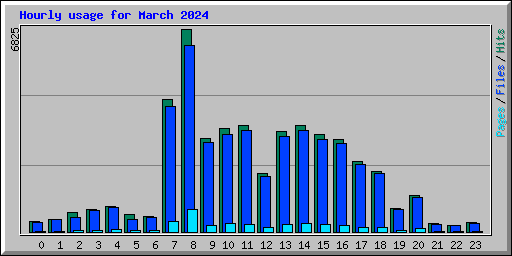 Hourly usage for March 2024
6825
Pages / Files / Hits
0 1 2 3 4 5 6 7 8 9 10 11 12 13 14 15 16 17 18 19 20 21 22 23